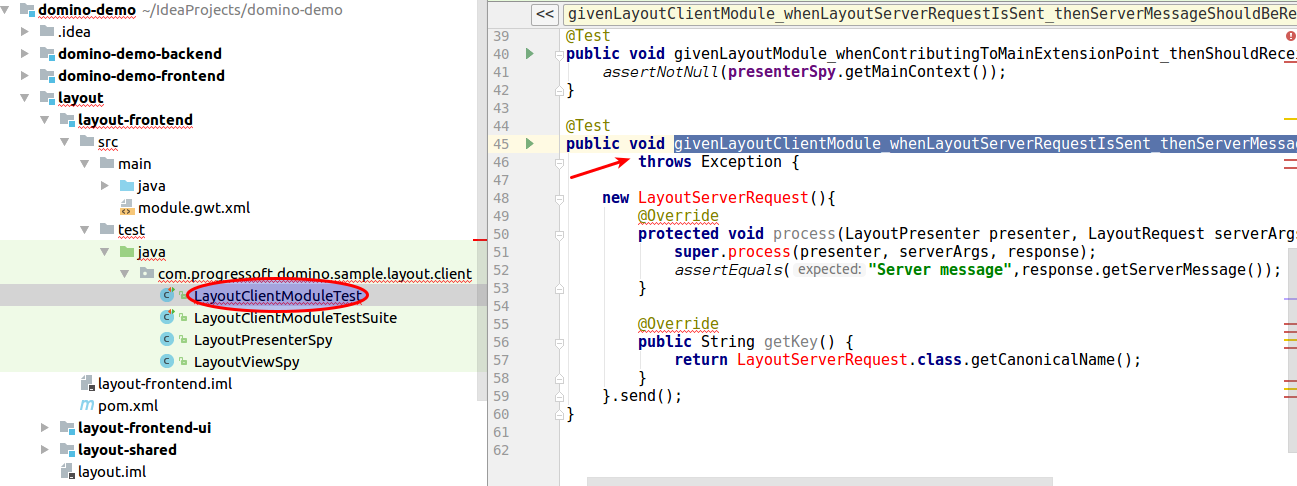 domino-demo ~/IdeaProjects/domino-demo
.idea
domino-demo-backend
domino-demo-frontend
layout
layout-frontend
src
main
java
module.gwt.xml
test
java
com.progressoft.domino.sample.layout.client
LayoutClientModuleTest
LayoutClientModuleTestSuite
LayoutPresenterSpy
LayoutViewSpy
layout-frontend.iml
pom.xml
layout-frontend-ui
layout-shared
layout.iml
<< givenLayoutClientModule_whenLayoutServerRequestIsSent_thenServerMessageShouldBeRe
39 @Test
40 public void givenLayoutModule_whenContributingToMainExtensionPoint_thenShouldRecei
41 assertNotNull(presenterSpy.getMainContext());
42 }
43
44 @Test
45 public void givenLayoutClientModule_whenLayoutServerRequestIsSent_thenServerMessag
46 throws Exception {
47
48 new LayoutServerRequest(){
49 @Override
50 protected void process(LayoutPresenter presenter, LayoutRequest serverArgs
51 super.process(presenter, serverArgs, response);
52 assertEquals( expected: "Server message",response.getServerMessage());
53 }
54
55 @Override
56 public String getKey() {
57 return LayoutServerRequest.class.getCanonicalName();
58 }
59 }.send();
60 }
61
62